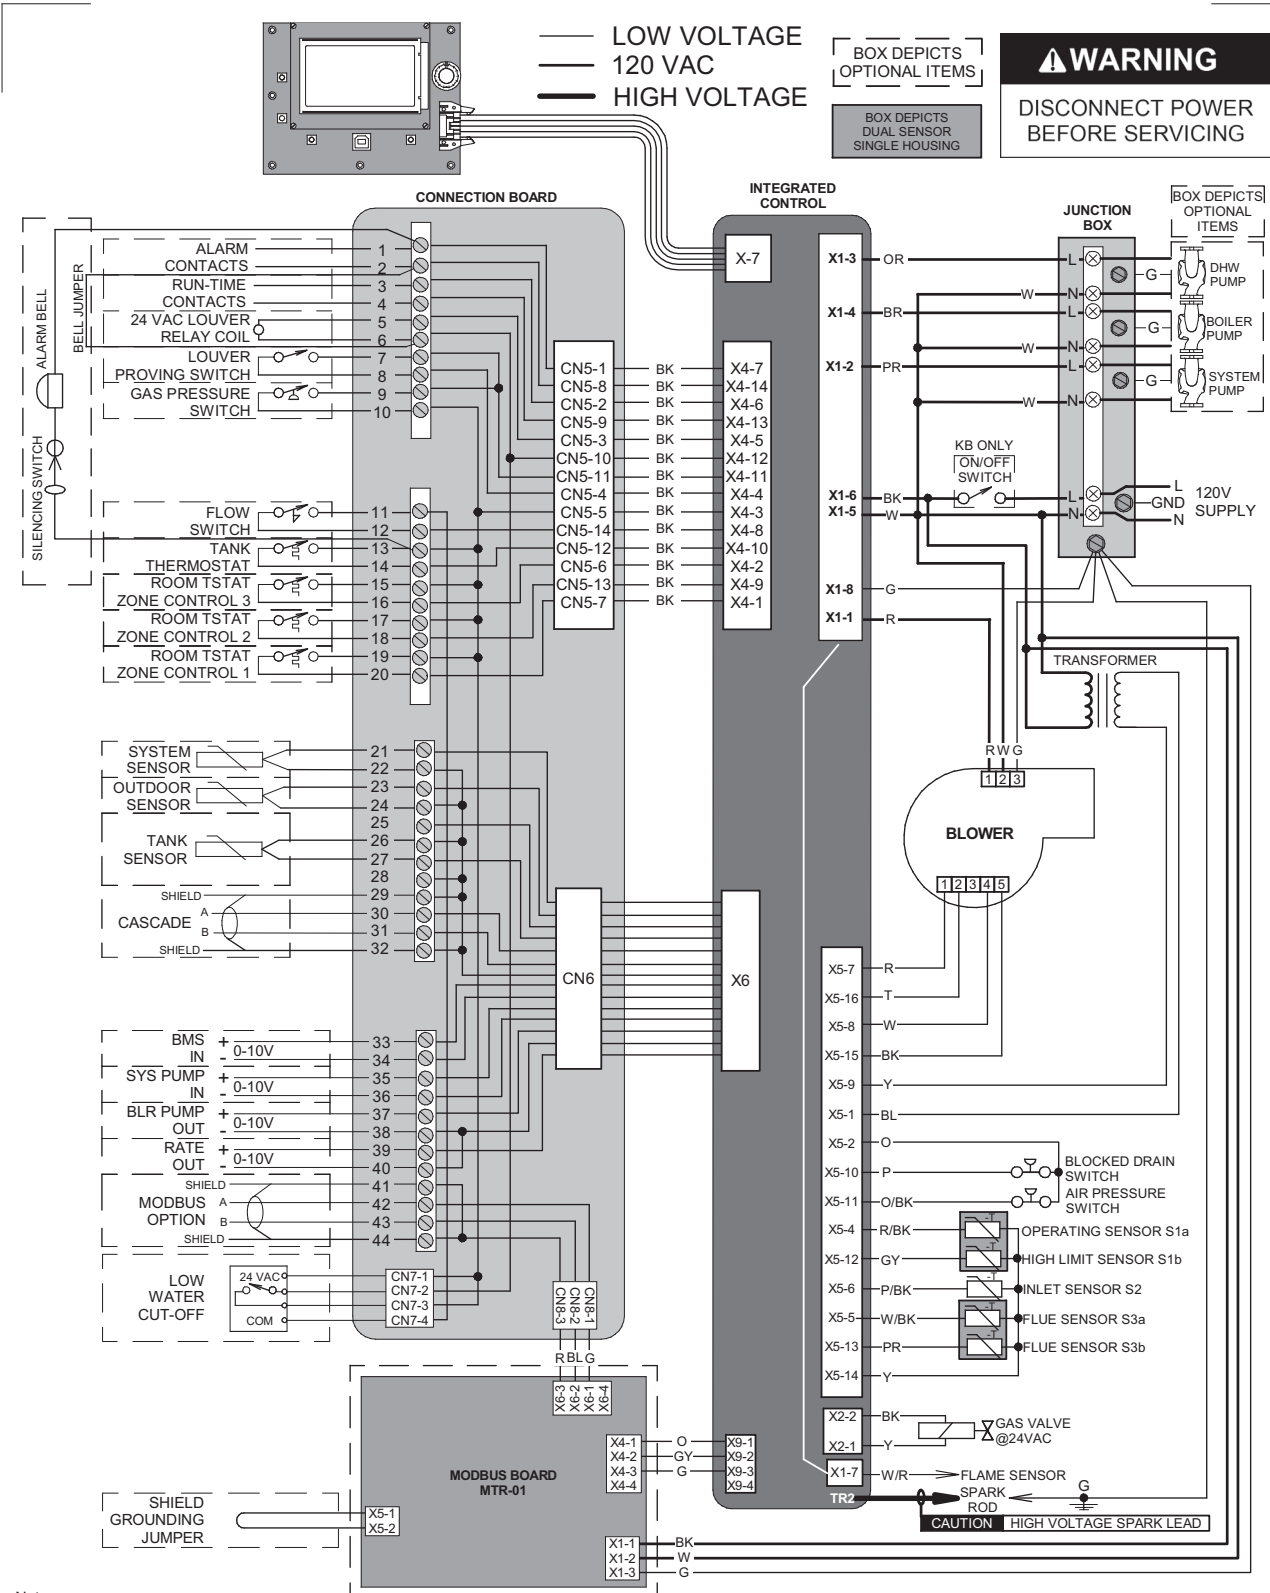 LOW VOLTAGE
120 VAC
HIGH VOLTAGE
BOX DEPICTS
OPTIONAL ITEMS
BOX DEPICTS
DUAL SENSOR
SINGLE HOUSING
WARNING
DISCONNECT POWER
BEFORE SERVICING
CONNECTION BOARD
INTEGRATED
CONTROL
JUNCTION
BOX
BOX DEPICTS
OPTIONAL
ITEMS
ALARM BELL
SILENCING SWITCH
BELL JUMPER
ALARM 1
CONTACTS 2
RUN-TIME 3
CONTACTS 4
24 VAC LOUVER 5
RELAY COIL 6
LOUVER 7
PROVING SWITCH 8
GAS PRESSURE 9
SWITCH 10
FLOW 11
SWITCH 12
TANK 13
THERMOSTAT 14
ROOM TSTAT 15
ZONE CONTROL 3 16
ROOM TSTAT 17
ZONE CONTROL 2 18
ROOM TSTAT 19
ZONE CONTROL 1 20
SYSTEM 21
SENSOR 22
OUTDOOR 23
SENSOR 24
25
TANK 26
SENSOR 27
28
SHIELD 29
CASCADE A 30
B 31
SHIELD 32
BMS + 33
IN - 0-10V 34
SYS PUMP + 35
IN - 0-10V 36
BLR PUMP + 37
OUT - 0-10V 38
RATE + 39
OUT - 0-10V 40
SHIELD 41
MODBUS A 42
OPTION B 43
SHIELD 44
LOW
WATER
CUT-OFF
24 VAC
COM
CN7-1
CN7-2
CN7-3
CN7-4
CN5-1 BK X4-7
CN5-8 BK X4-14
CN5-2 BK X4-6
CN5-9 BK X4-13
CN5-3 BK X4-5
CN5-10 BK X4-12
CN5-11 BK X4-11
CN5-4 BK X4-4
CN5-5 BK X4-3
CN5-14 BK X4-8
CN5-12 BK X4-10
CN5-6 BK X4-2
CN5-13 BK X4-9
CN5-7 BK X4-1
CN6
X6
X-7
CN8-3
CN8-2
CN8-1
R BL G
X6-3
X6-2
X6-1
X6-4
X1-3 OR L
G DHW
PUMP
W N
X1-4 BR L
G BOILER
PUMP
W N
X1-2 PR L
G SYSTEM
PUMP
W N
KB ONLY
ON/OFF
SWITCH
X1-6 BK L L
X1-5 W N GND
N
120V
SUPPLY
X1-8 G
X1-1 R
TRANSFORMER
R W G
1 2 3
BLOWER
1 2 3 4 5
X5-7 R
X5-16 T
X5-8 W
X5-15 BK
X5-9 Y
X5-1 BL
X5-2 O
X5-10 P BLOCKED DRAIN
SWITCH
X5-11 O/BK AIR PRESSURE
SWITCH
X5-4 R/BK -T OPERATING SENSOR S1a
X5-12 GY -T HIGH LIMIT SENSOR S1b
X5-6 P/BK -T INLET SENSOR S2
X5-5 W/BK -T FLUE SENSOR S3a
X5-13 PR -T FLUE SENSOR S3b
X5-14 Y
X2-2 BK
X2-1 Y
GAS VALVE
@24VAC
X1-7 W/R FLAME SENSOR
TR2 SPARK
ROD G
CAUTION HIGH VOLTAGE SPARK LEAD
MODBUS BOARD
MTR-01
X4-1 O X9-1
X4-2 GY X9-2
X4-3 G X9-3
X4-4 X9-4
SHIELD
GROUNDING
JUMPER
X5-1
X5-2
X1-1 BK
X1-2 W
X1-3 G